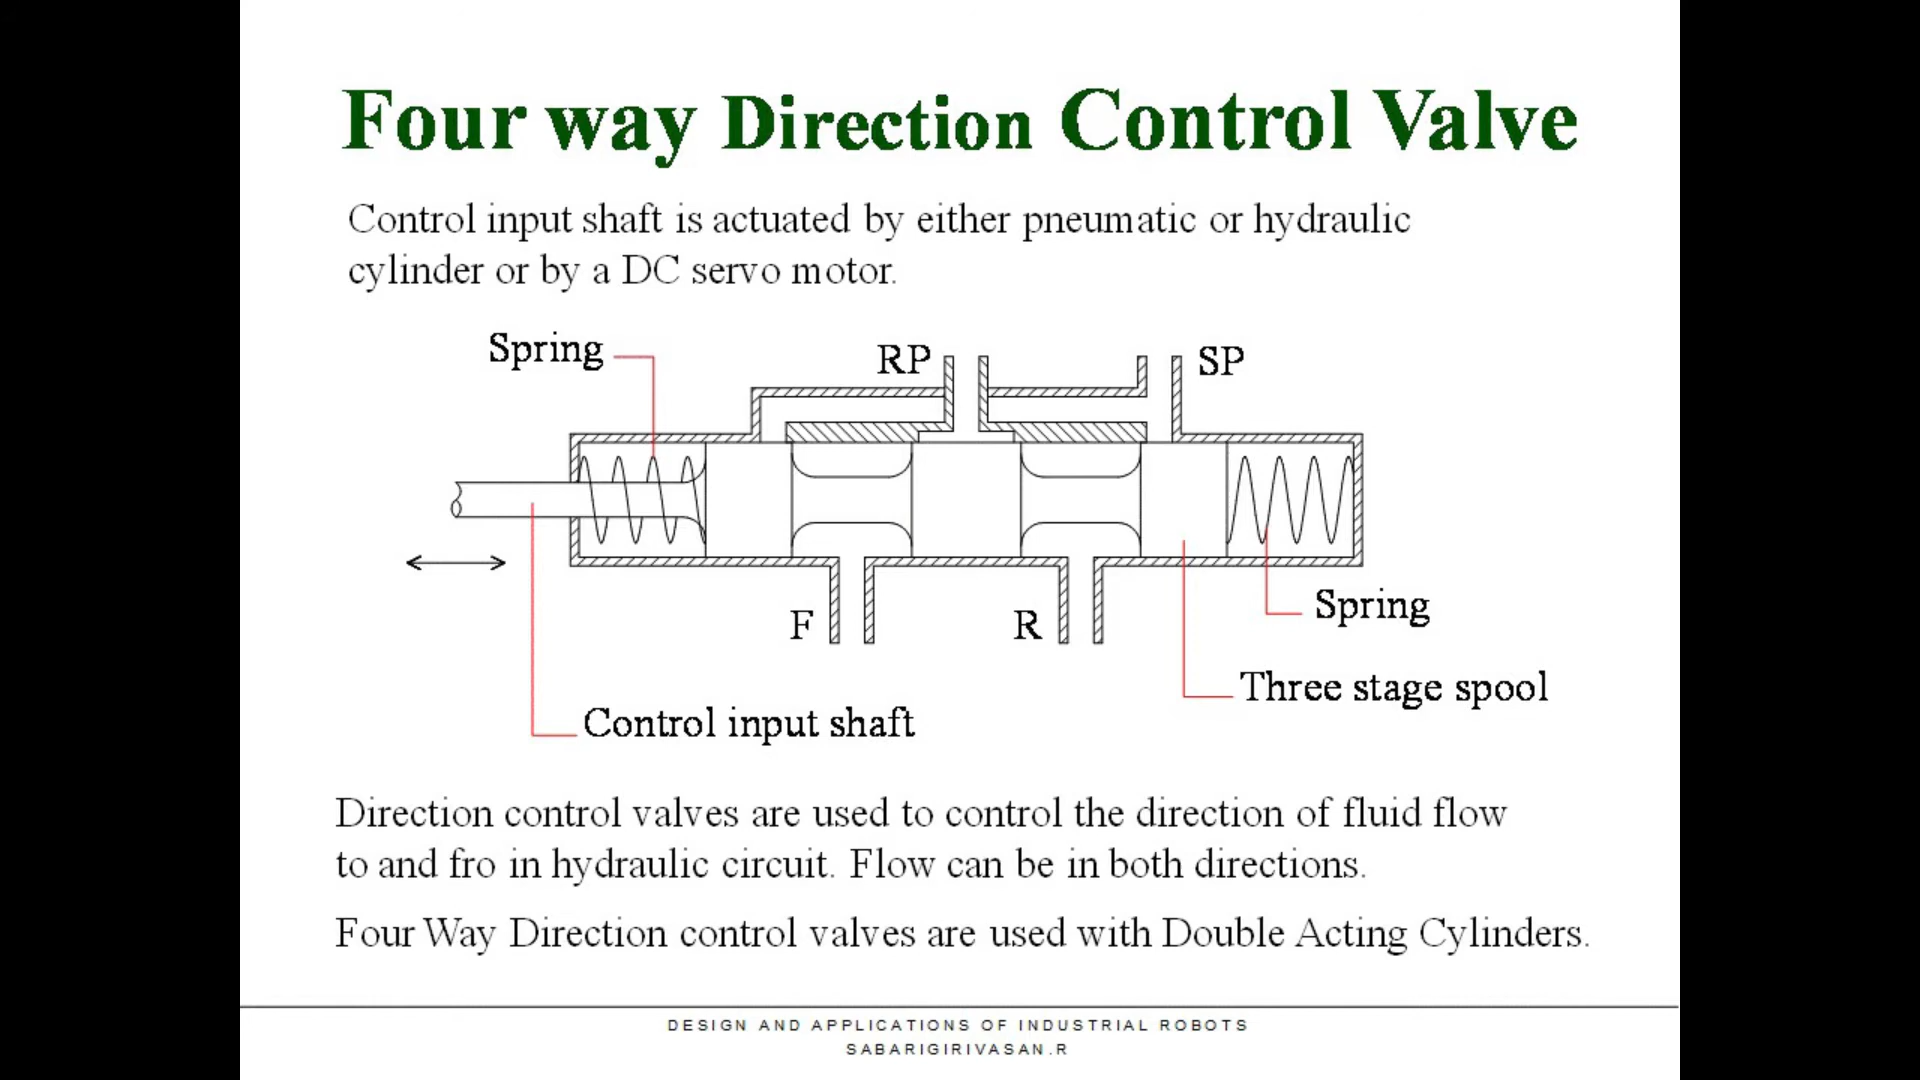 Four way Direction Control Valve
Control input shaft is actuated by either pneumatic or hydraulic
cylinder or by a DC servo motor.
Spring
RP
SP
F
R
Spring
Three stage spool
Control input shaft
Direction control valves are used to control the direction of fluid flow
to and fro in hydraulic circuit. Flow can be in both directions.
Four Way Direction control valves are used with Double Acting Cylinders.
DESIGN AND APPLICATIONS OF INDUSTRIAL ROBOTS
SABARIGIRIVASAN.R